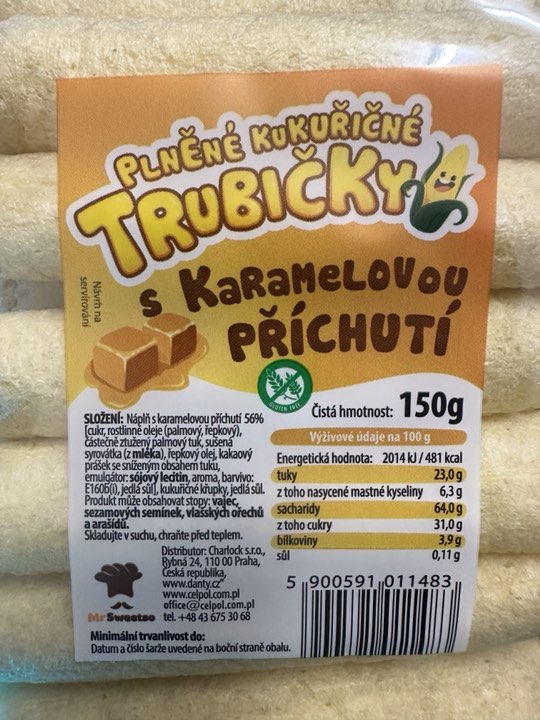 PLNĚNÉ KUKUŘIČNÉ
TRUBIČKY
s KaRaMeLOVOU
PŘÍCHUTÍ
Návrh na
servírování
GLUTEN FREE
Čistá hmotnost: 150g
SLOŽENÍ: Náplň s karamelovou příchutí 56%
[cukr, rostlinné oleje (palmový, řepkový),
částečně ztužený palmový tuk, sušená
syrovátka (z mléka), řepkový olej, kakaový
prášek se sníženým obsahem tuku,
emulgátor: sójový lecitin, aroma, barvivo:
E160b(i), jedlá sůl], kukuřičné křupky, jedlá sůl.
Produkt může obsahovat stopy: vajec,
sezamových semínek, vlašských ořechů
a arašídů.
Skladujte v suchu, chraňte před teplem.
Výživové údaje na 100 g
Energetická hodnota: 2014 kJ / 481 kcal
tuky 23,0 g
z toho nasycené mastné kyseliny 6,3 g
sacharidy 64,0 g
z toho cukry 31,0 g
bílkoviny 3,9 g
sůl 0,11 g
Distributor: Charlock s.r.o.,
Rybná 24, 110 00 Praha,
Česká republika,
www.danty.cz"
www.celpol.com.pl
office@celpol.com.pl
tel. +48 43 675 30 68
MrSweetso
5 900591 011483
Minimální trvanlivost do:
Datum a číslo šarže uvedené na boční straně obalu.